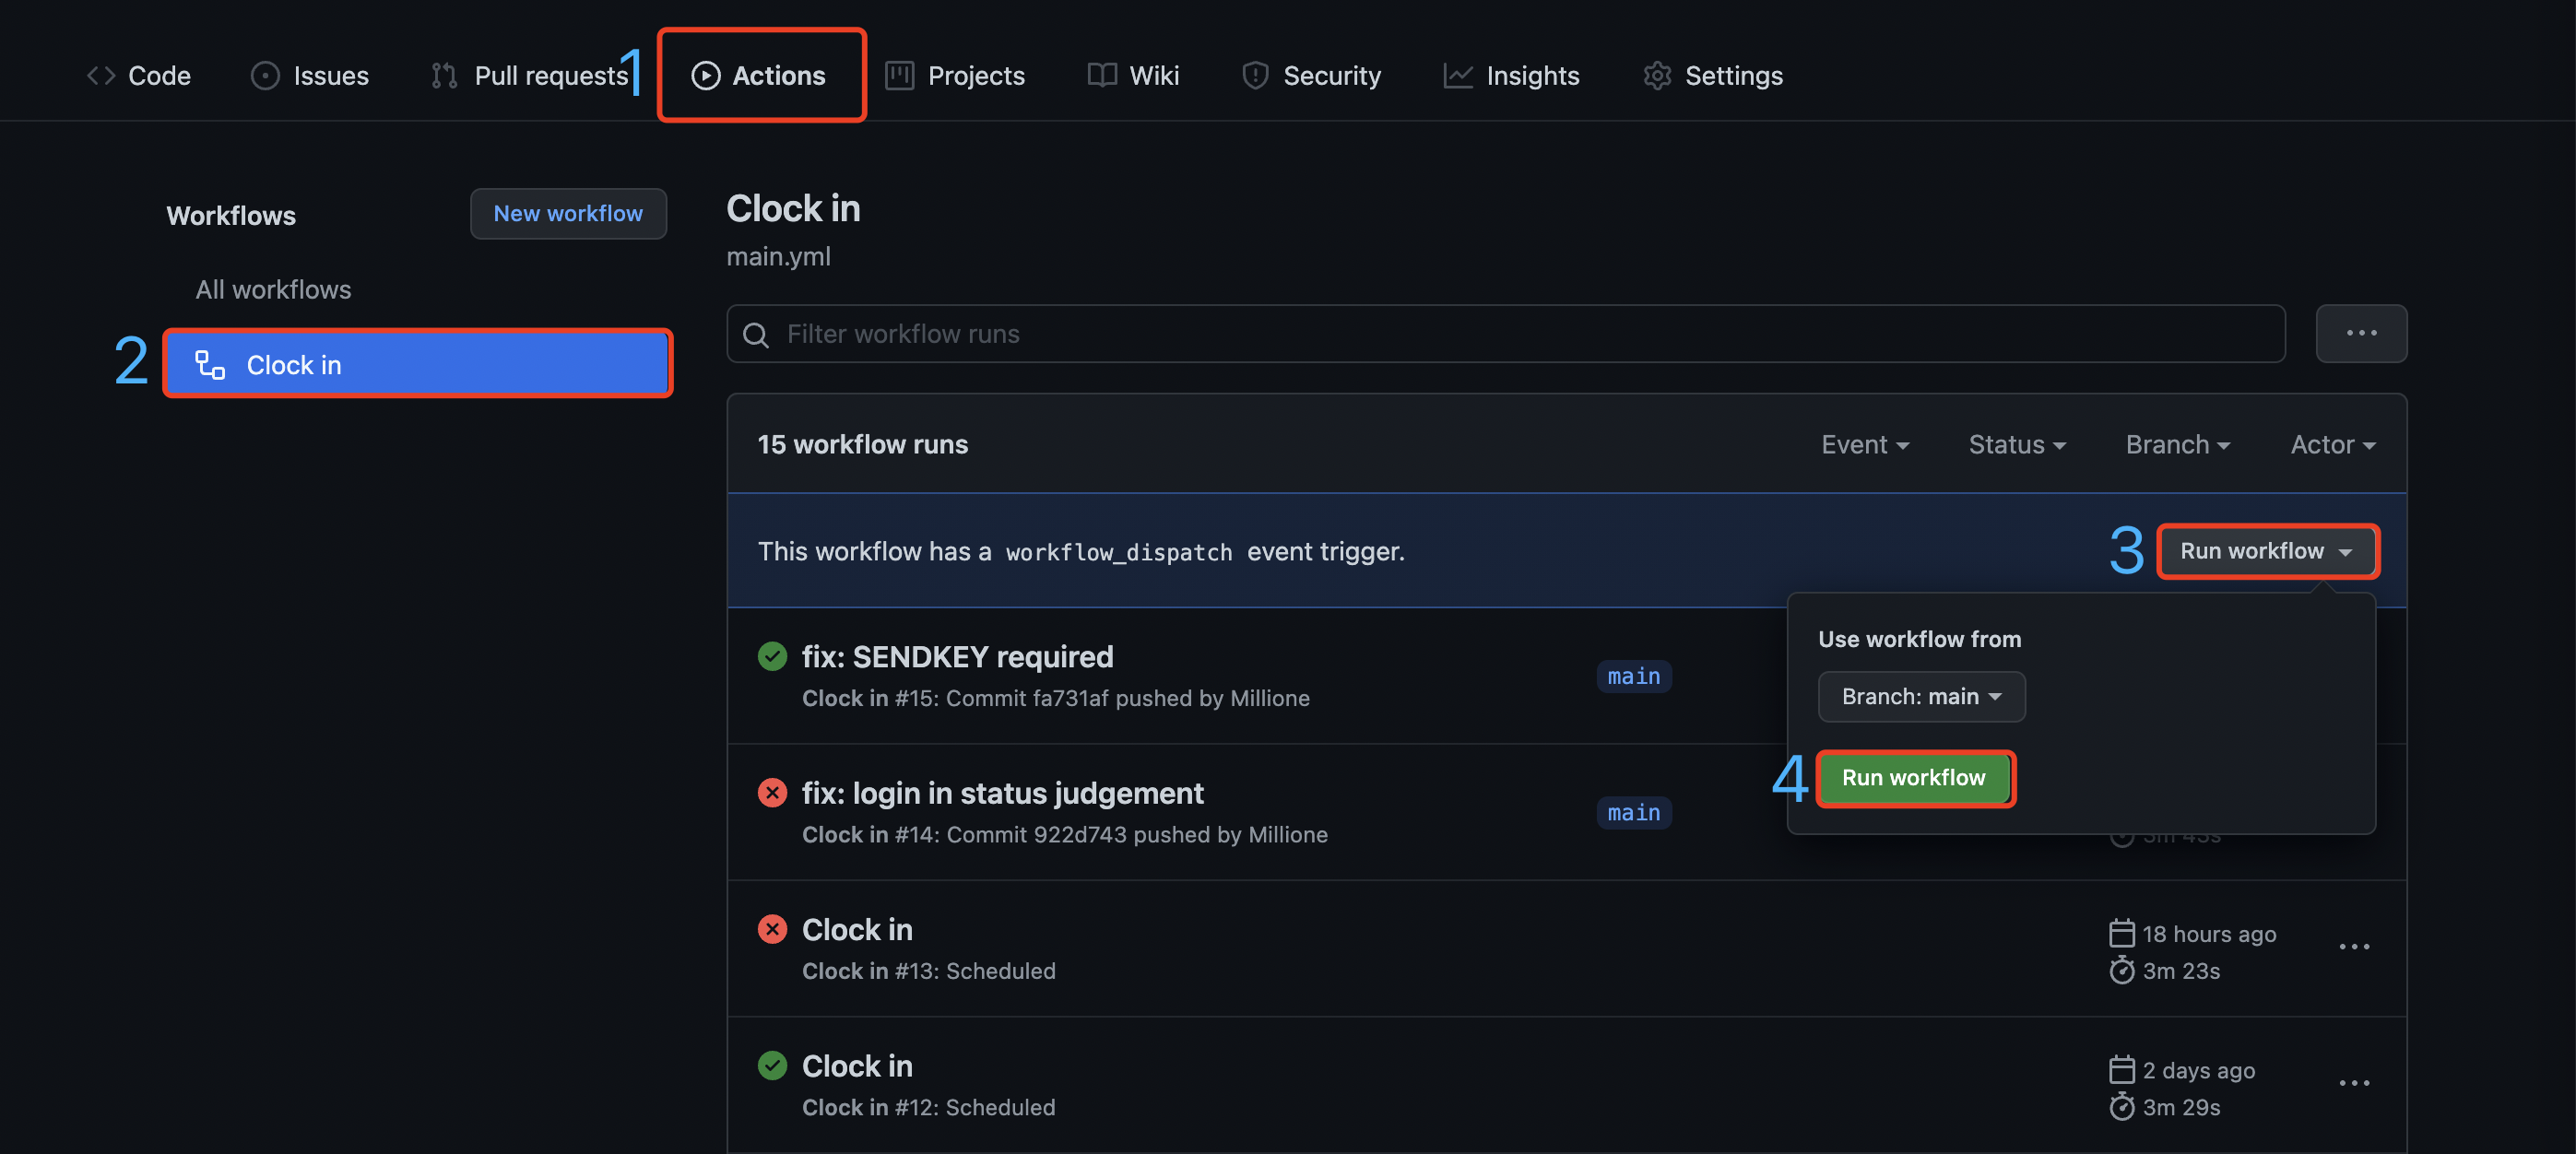 Code Issues Pull requests 1 Actions Projects Wiki Security Insights Settings
Workflows New workflow
All workflows
2 Clock in
Clock in
main.yml
Filter workflow runs
15 workflow runs Event Status Branch Actor
This workflow has a workflow_dispatch event trigger. 3 Run workflow
Use workflow from
Branch: main
4 Run workflow
fix: SENDKEY required main
Clock in #15: Commit fa731af pushed by Millione
fix: login in status judgement main
Clock in #14: Commit 922d743 pushed by Millione
3m 43s
Clock in 18 hours ago
Clock in #13: Scheduled 3m 23s
Clock in 2 days ago
Clock in #12: Scheduled 3m 29s